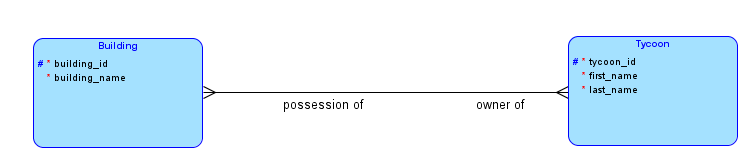 Building
# * building_id
* building_name
possession of
owner of
Tycoon
# * tycoon_id
* first_name
* last_name